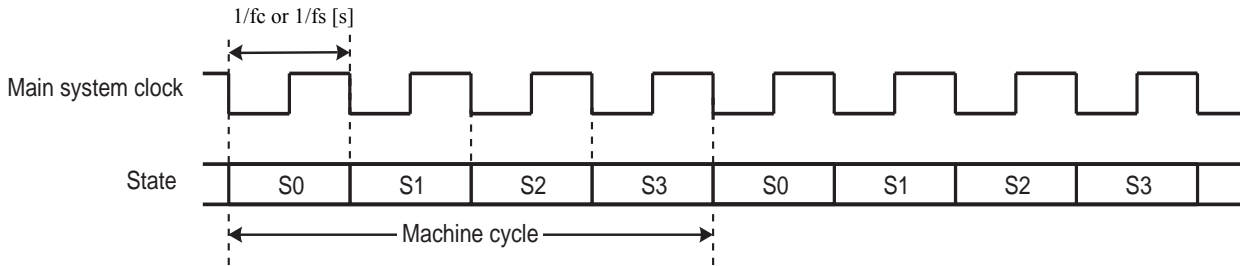 1/fc or 1/fs [s]
Main system clock
State S0 S1 S2 S3 S0 S1 S2 S3
Machine cycle